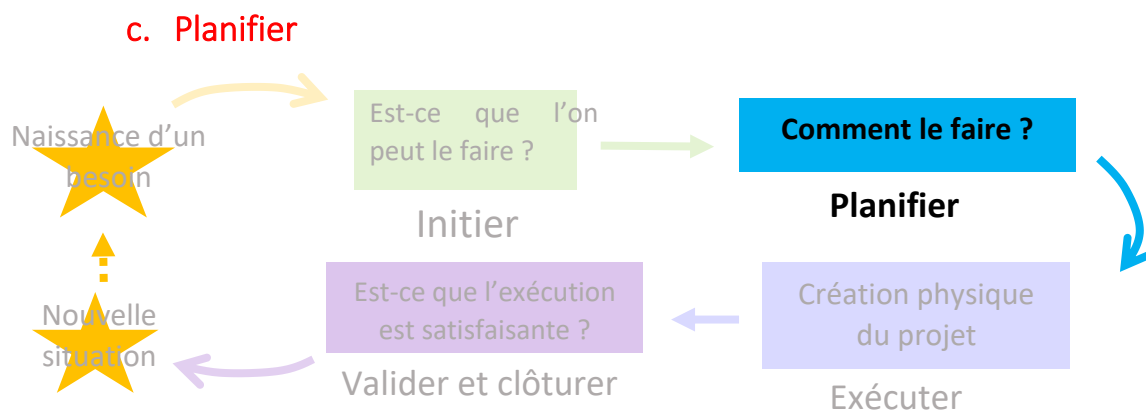 c. Planifier
Naissance d'un
besoin
Est-ce que l'on
peut le faire ?
Initier
Comment le faire ?
Planifier
Création physique
du projet
Exécuter
Est-ce que l'exécution
est satisfaisante ?
Valider et clôturer
Nouvelle
situation